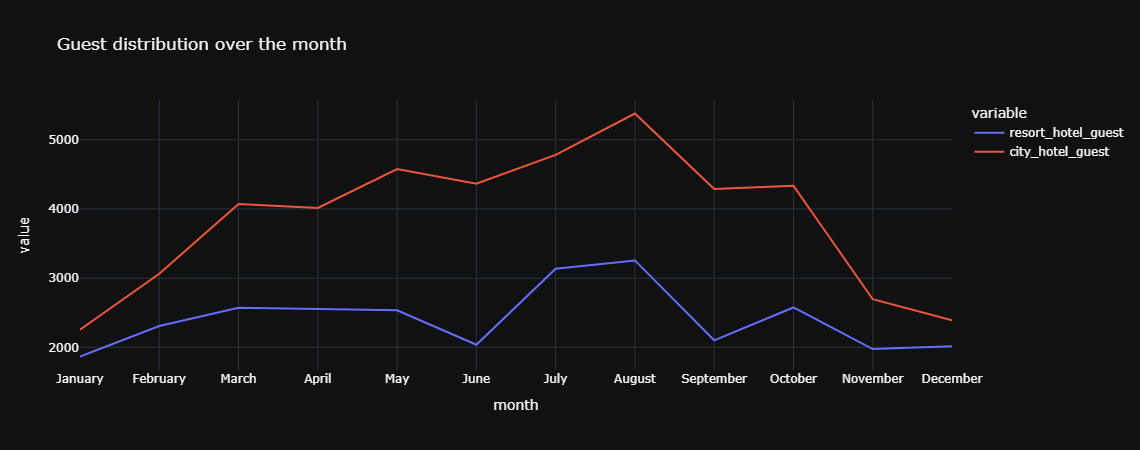 Guest distribution over the month
variable
resort_hotel_guest
city_hotel_guest
5000
4000
3000
2000
value
January February March April May June July August September October November December
month